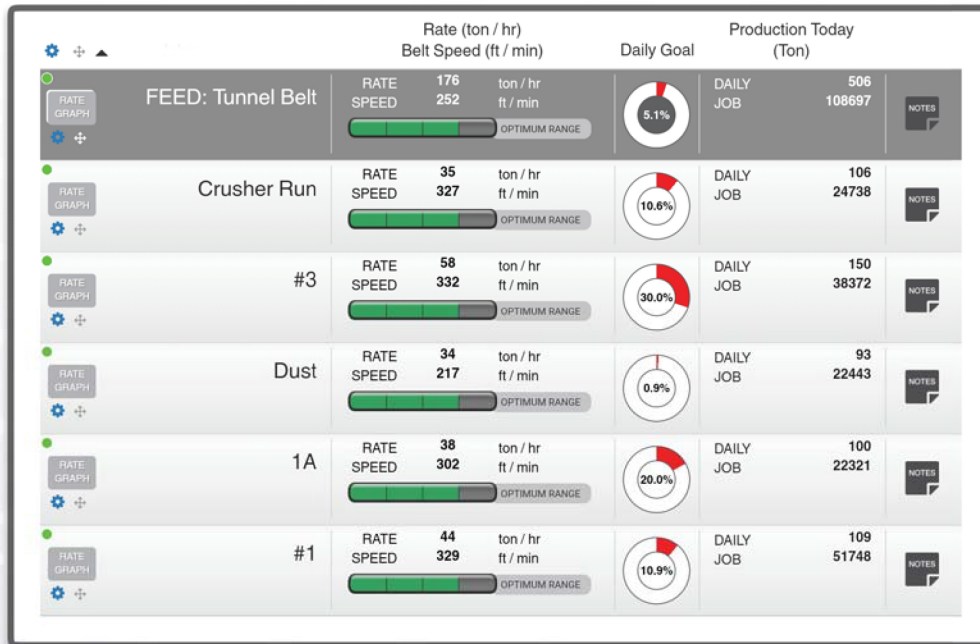 Rate (ton / hr)
Belt Speed (ft / min)
Daily Goal
Production Today
(Ton)
RATE
GRAPH
FEED: Tunnel Belt
RATE 176 ton / hr
SPEED 252 ft / min
OPTIMUM RANGE
5.1%
DAILY 506
JOB 108697
NOTES
RATE
GRAPH
Crusher Run
RATE 35 ton / hr
SPEED 327 ft / min
OPTIMUM RANGE
10.6%
DAILY 106
JOB 24738
NOTES
RATE
GRAPH
#3
RATE 58 ton / hr
SPEED 332 ft / min
OPTIMUM RANGE
30.0%
DAILY 150
JOB 38372
NOTES
RATE
GRAPH
Dust
RATE 34 ton / hr
SPEED 217 ft / min
OPTIMUM RANGE
0.9%
DAILY 93
JOB 22443
NOTES
RATE
GRAPH
1A
RATE 38 ton / hr
SPEED 302 ft / min
OPTIMUM RANGE
20.0%
DAILY 100
JOB 22321
NOTES
RATE
GRAPH
#1
RATE 44 ton / hr
SPEED 329 ft / min
OPTIMUM RANGE
10.9%
DAILY 109
JOB 51748
NOTES